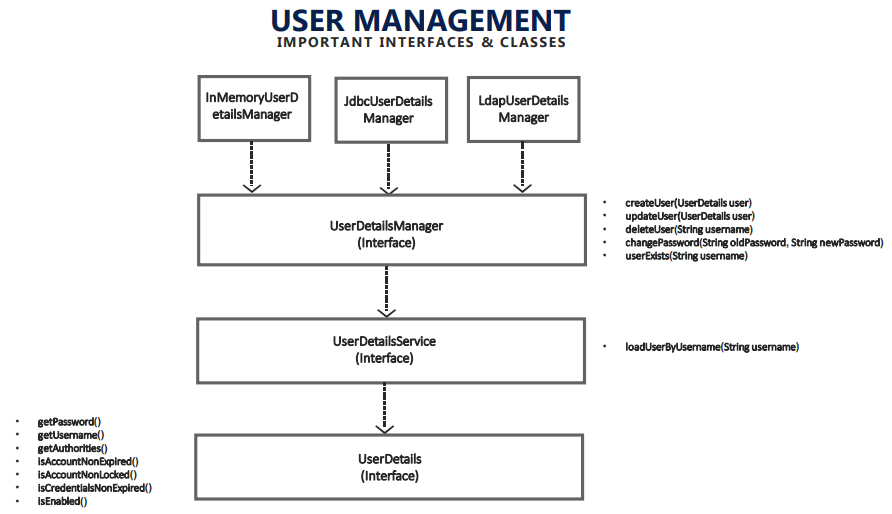 USER MANAGEMENT
IMPORTANT INTERFACES & CLASSES
InMemoryUserD
etailsManager
JdbcUserDetails
Manager
LdapUserDetails
Manager
UserDetailsManager
(Interface)
• createUser(UserDetails user)
• updateUser(UserDetails user)
• deleteUser(String username)
• changePassword(String oldPassword, String newPassword)
• userExists(String username)
UserDetailsService
(Interface)
• loadUserByUsername(String username)
• getPassword()
• getUsername()
• getAuthorities()
• isAccountNonExpired()
• isAccountNonLocked()
• isCredentialsNonExpired()
• isEnabled()
UserDetails
(Interface)